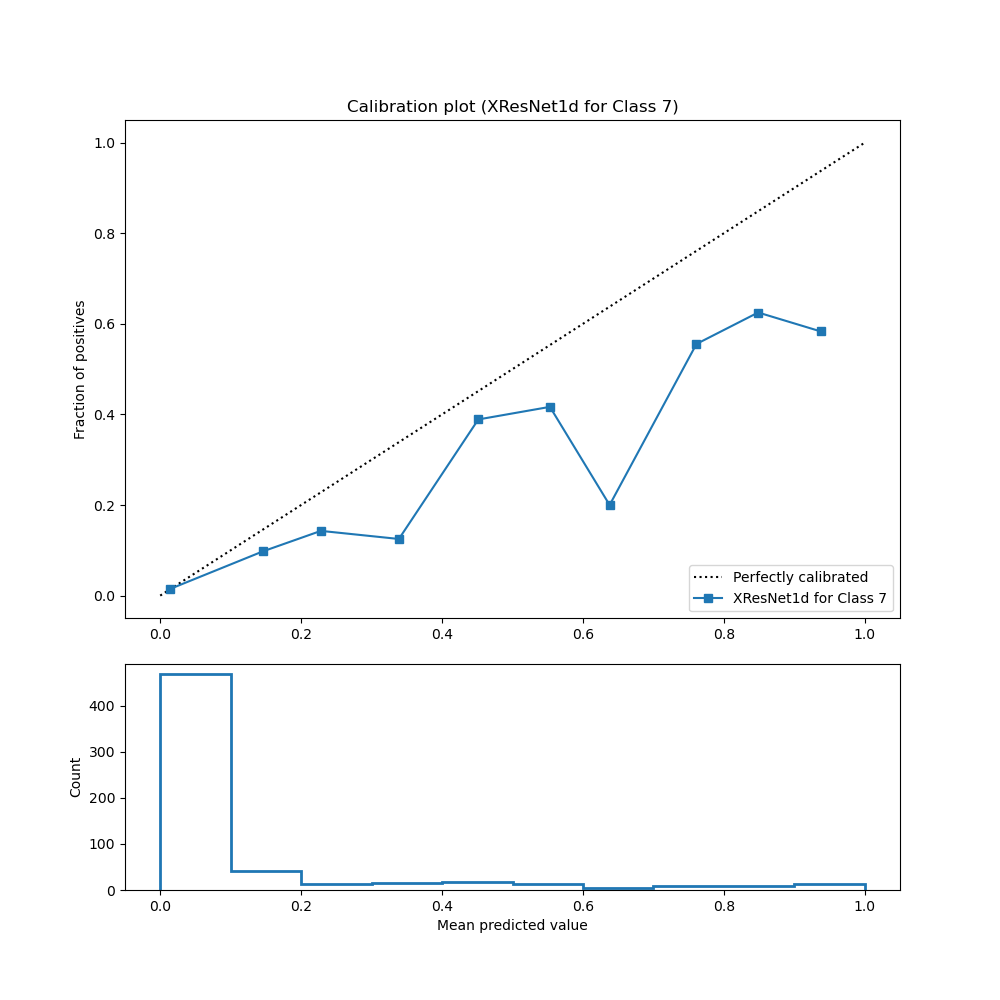 Calibration plot (XResNet1d for Class 7)
1.0
0.8
0.6
0.4
0.2
0.0
Fraction of positives
Perfectly calibrated
XResNet1d for Class 7
0.0 0.2 0.4 0.6 0.8 1.0
400
300
200
100
0
Count
0.0 0.2 0.4 0.6 0.8 1.0
Mean predicted value